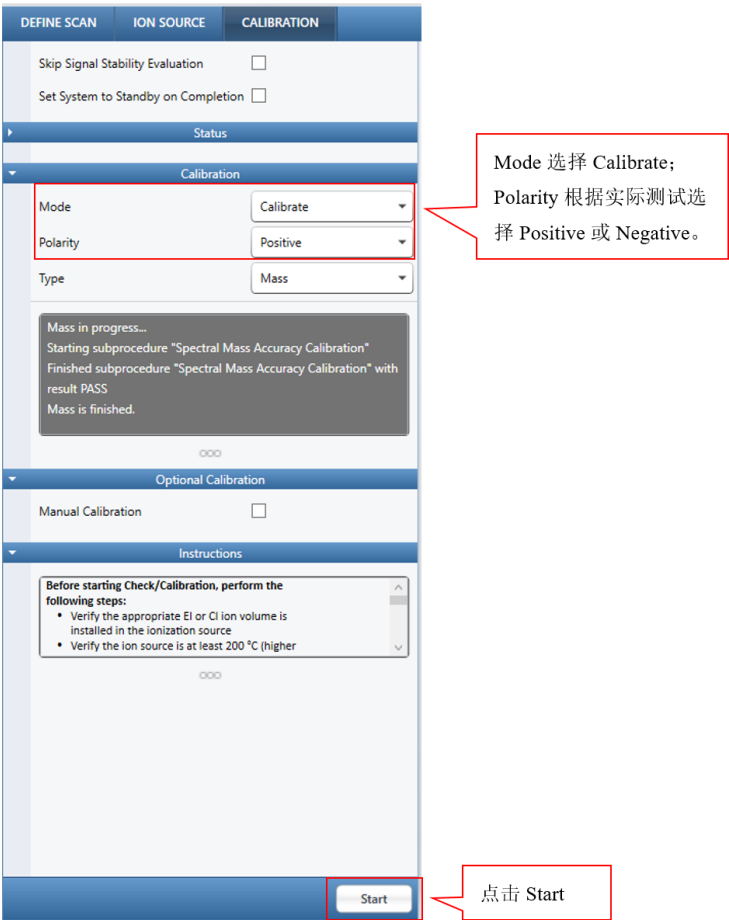 DEFINE SCAN ION SOURCE CALIBRATION
Skip Signal Stability Evaluation
Set System to Standby on Completion
Status
Calibration
Mode Calibrate
Polarity Positive
Type Mass
Mode 选择 Calibrate；
Polarity 根据实际测试选
择 Positive 或 Negative。
Mass in progress...
Starting subprocedure "Spectral Mass Accuracy Calibration"
Finished subprocedure "Spectral Mass Accuracy Calibration" with
result PASS
Mass is finished.
Optional Calibration
Manual Calibration
Instructions
Before starting Check/Calibration, perform the
following steps:
• Verify the appropriate EI or CI ion volume is
installed in the ionization source
• Verify the ion source is at least 200 °C (higher
Start
点击 Start